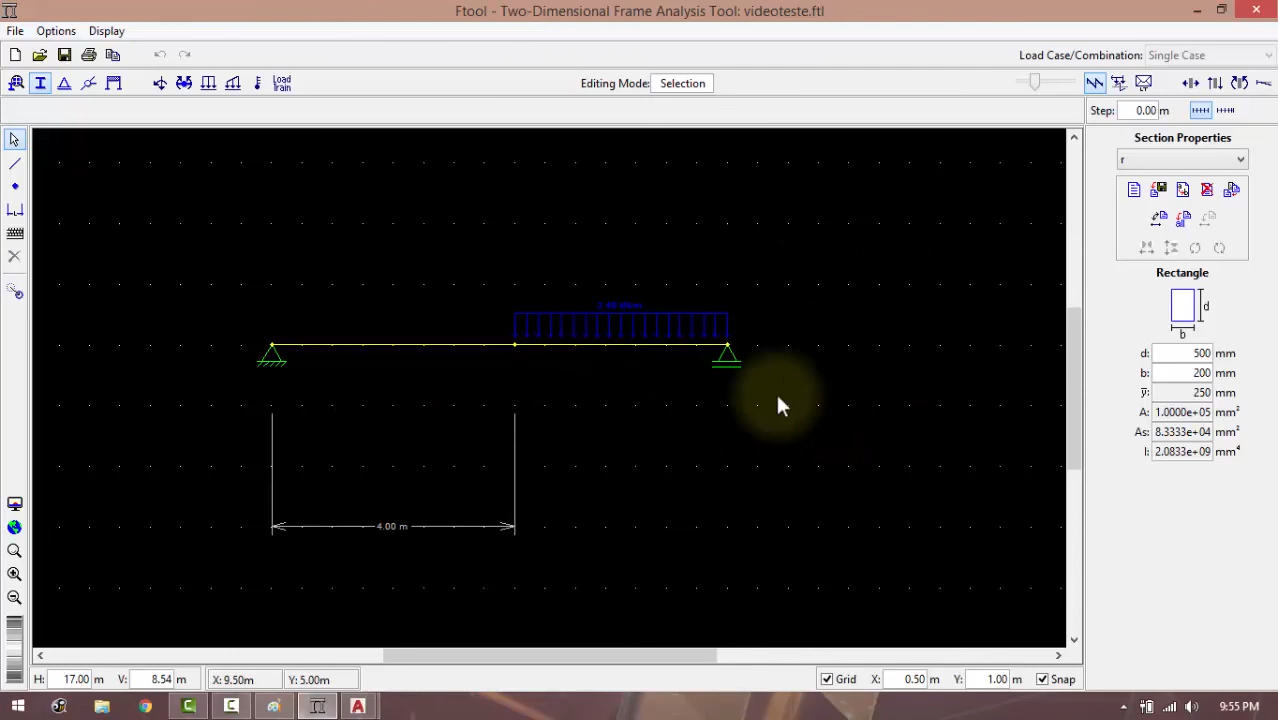 Ftool - Two-Dimensional Frame Analysis Tool: videoteste.ftl
File Options Display
Load Case/Combination: Single Case
Load Train
Editing Mode: Selection
Step: 0.00 m
Section Properties
r
all
Rectangle
d
b
d: 500 mm
b: 200 mm
y: 250 mm
A: 1.0000e+05 mm²
As: 8.3333e+04 mm²
I: 2.0833e+09 mm⁴
4.00 m
H: 17.00 m V: 8.54 m X: 9.50m Y: 5.00m Grid X: 0.50 m Y: 1.00 m Snap
9:55 PM